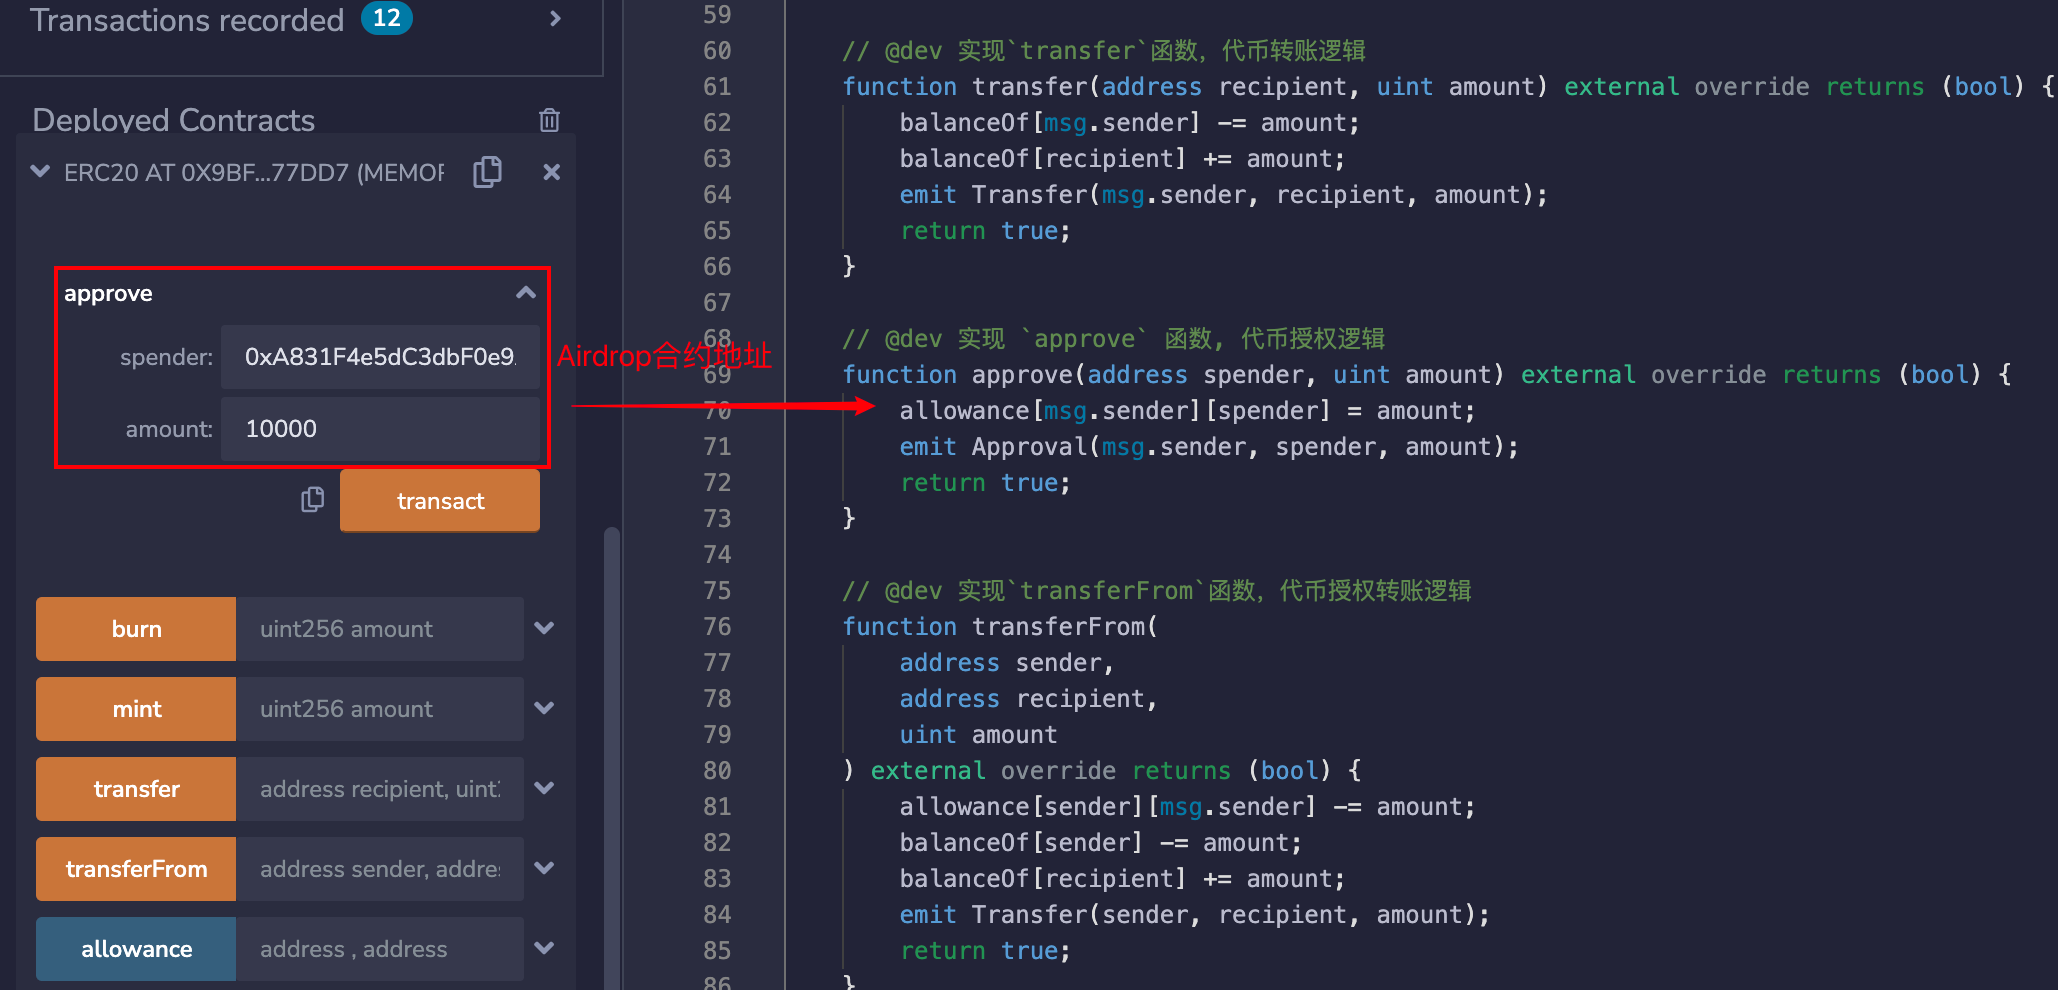 Transactions recorded 12
Deployed Contracts
ERC20 AT 0X9BF...77DD7 (MEMOR
approve
spender: 0xA831F4e5dC3dbF0e9.
amount: 10000
transact
burn uint256 amount
mint uint256 amount
transfer address recipient, uint
transferFrom address sender, addre
allowance address , address
Airdrop合约地址
59
60 // @dev 实现`transfer`函数，代币转账逻辑
61 function transfer(address recipient, uint amount) external override returns (bool) {
62 balanceOf[msg.sender] -= amount;
63 balanceOf[recipient] += amount;
64 emit Transfer(msg.sender, recipient, amount);
65 return true;
66 }
67
68 // @dev 实现 `approve` 函数, 代币授权逻辑
69 function approve(address spender, uint amount) external override returns (bool) {
70 allowance[msg.sender][spender] = amount;
71 emit Approval(msg.sender, spender, amount);
72 return true;
73 }
74
75 // @dev 实现`transferFrom`函数，代币授权转账逻辑
76 function transferFrom(
77 address sender,
78 address recipient,
79 uint amount
80 ) external override returns (bool) {
81 allowance[sender][msg.sender] -= amount;
82 balanceOf[sender] -= amount;
83 balanceOf[recipient] += amount;
84 emit Transfer(sender, recipient, amount);
85 return true;
86 }